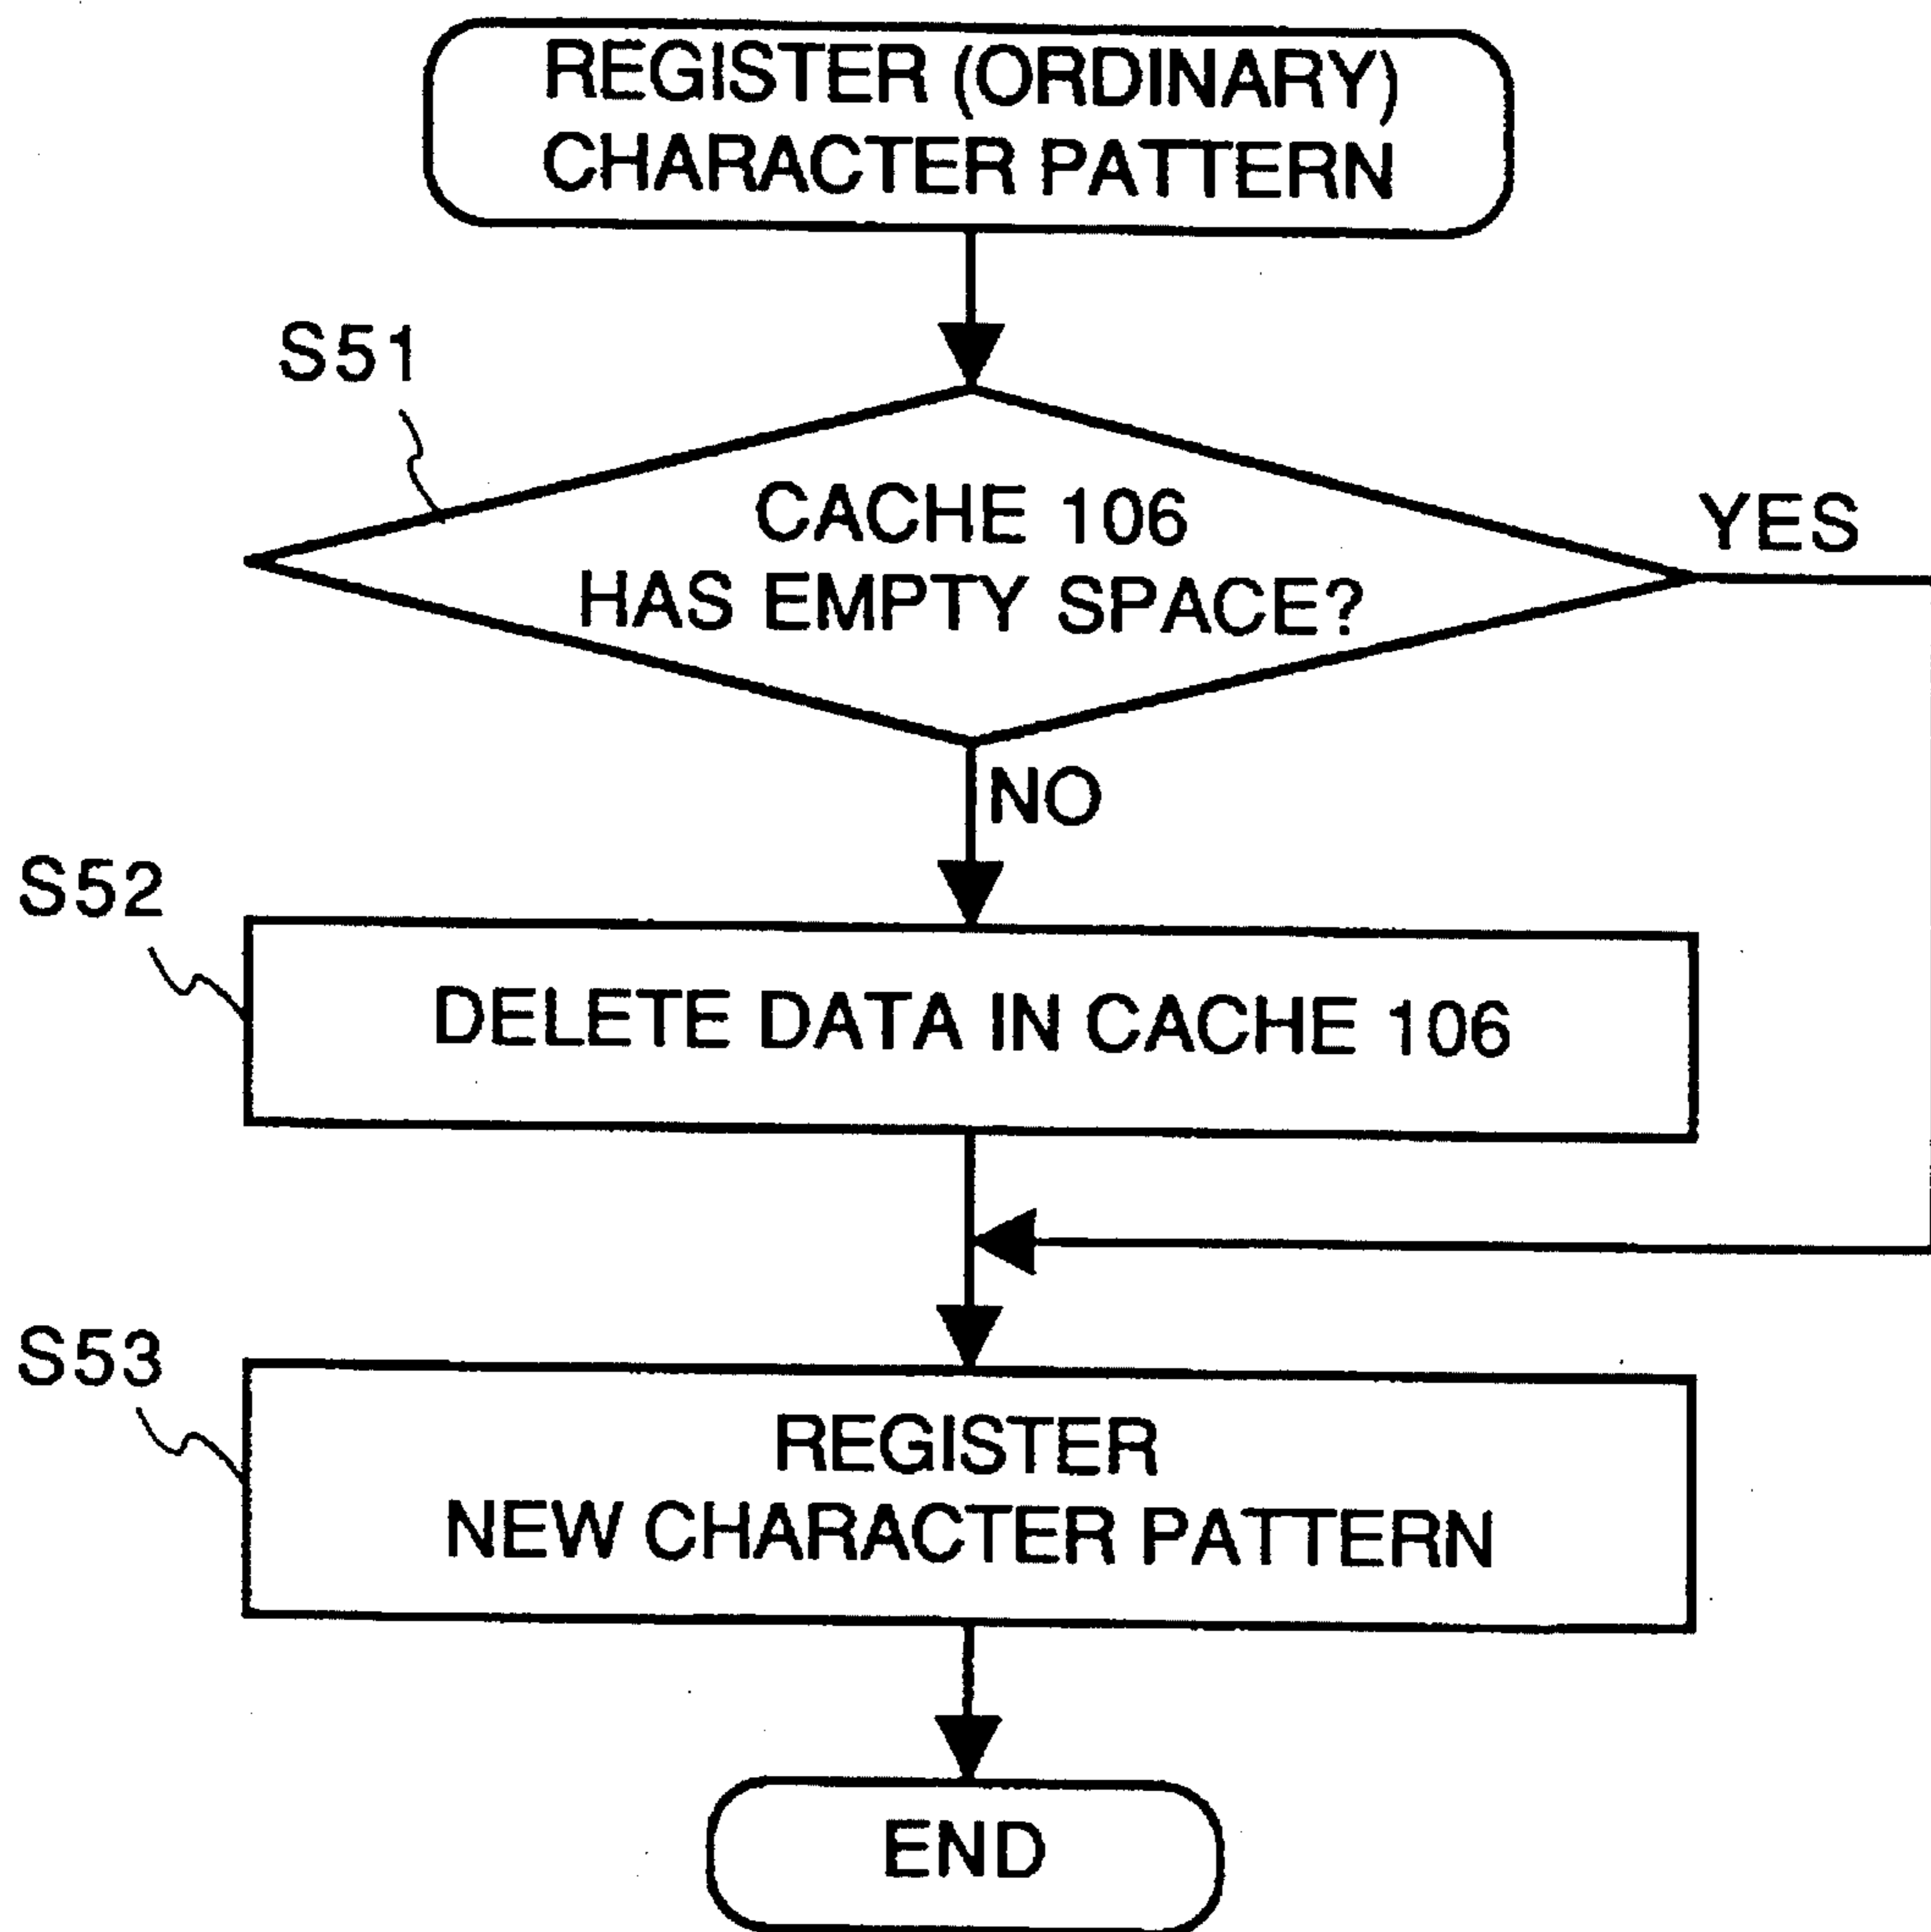 REGISTER (ORDINARY)
CHARACTER PATTERN
S51
CACHE 106
HAS EMPTY SPACE?
YES
NO
S52
DELETE DATA IN CACHE 106
S53
REGISTER
NEW CHARACTER PATTERN
END